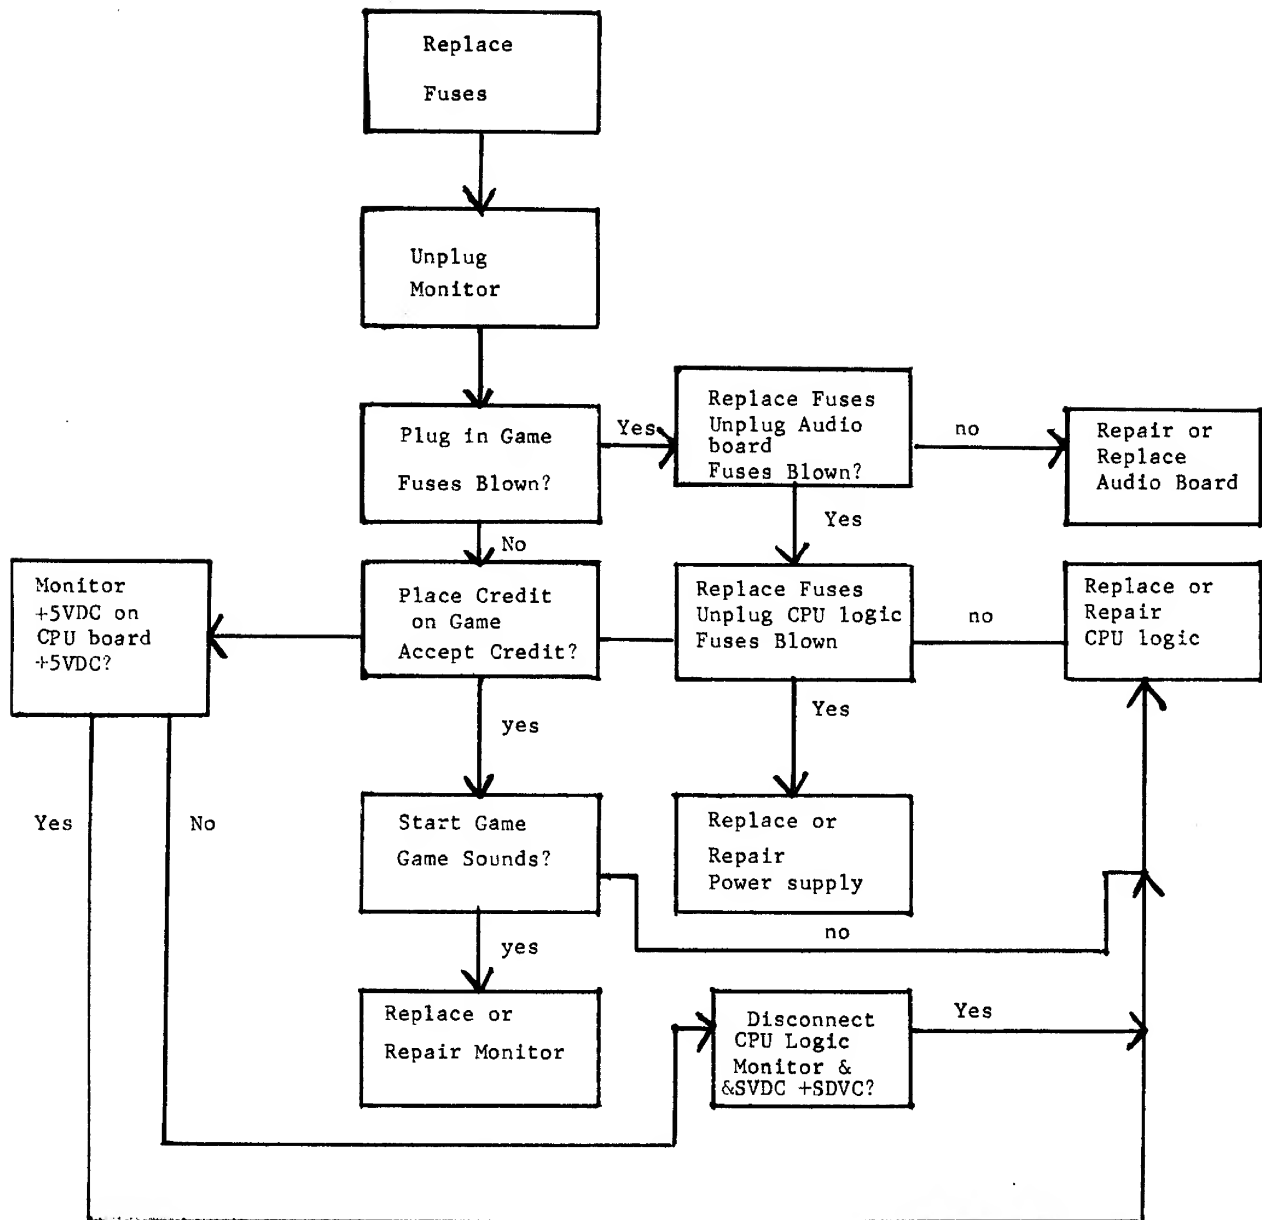 Replace
Fuses
Unplug
Monitor
Plug in Game
Fuses Blown?
Yes
Replace Fuses
Unplug Audio
board
Fuses Blown?
no
Repair or
Replace
Audio Board
No
Yes
Monitor
+5VDC on
CPU board
+5VDC?
Place Credit
on Game
Accept Credit?
Replace Fuses
Unplug CPU logic
Fuses Blown
no
Replace or
Repair
CPU logic
yes
Yes
Yes
No
Start Game
Game Sounds?
Replace or
Repair
Power supply
no
yes
Replace or
Repair Monitor
Disconnect
CPU Logic
Monitor &
&SVDC +SDVC?
Yes